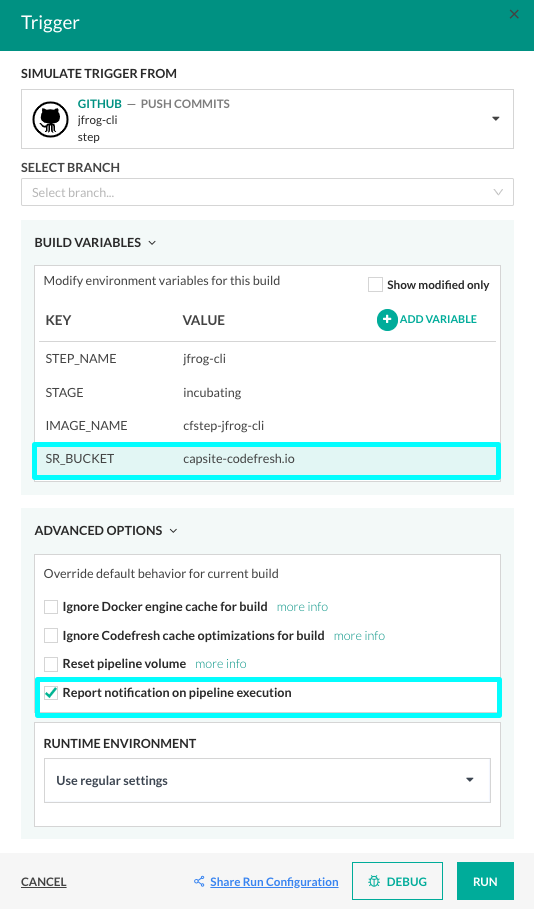 Trigger
SIMULATE TRIGGER FROM
GITHUB — PUSH COMMITS
jfrog-cli
step
SELECT BRANCH
Select branch...
BUILD VARIABLES
Modify environment variables for this build
Show modified only
KEY VALUE ADD VARIABLE
STEP_NAME jfrog-cli
STAGE incubating
IMAGE_NAME cfstep-jfrog-cli
SR_BUCKET capsite-codefresh.io
ADVANCED OPTIONS
Override default behavior for current build
Ignore Docker engine cache for build more info
Ignore Codefresh cache optimizations for build more info
Reset pipeline volume more info
Report notification on pipeline execution
RUNTIME ENVIRONMENT
Use regular settings
CANCEL Share Run Configuration DEBUG RUN